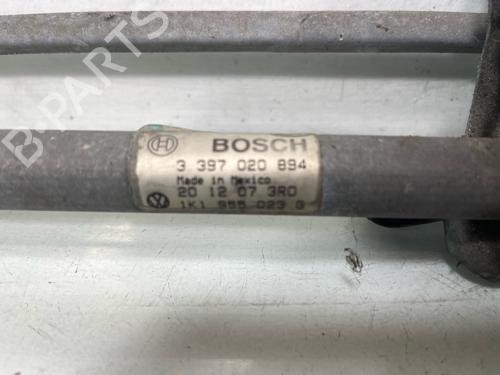 BOSCH
3 397 020 894
Made in Mexico
20 12 07 3R0
1K1 955 023 G
B-PARTS